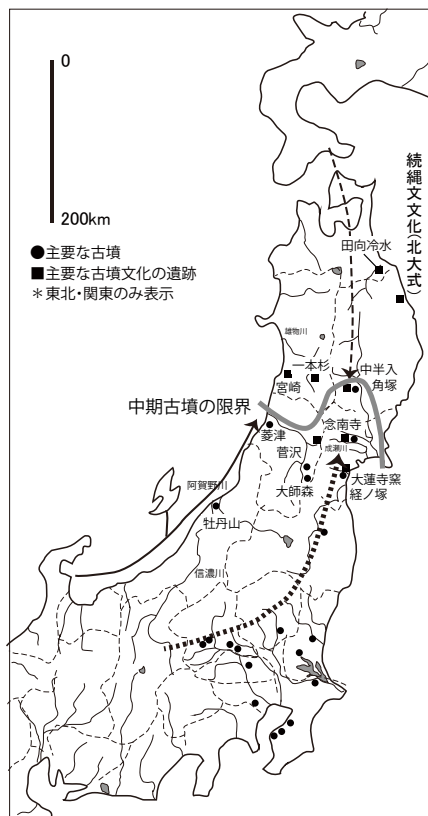 0
200km
●主要な古墳
■主要な古墳文化の遺跡
＊東北・関東のみ表示
続縄文文化（北大式）
田向冷水
雄物川
一本杉
中半入
宮崎
角塚
中期古墳の限界
念南寺
菱津
菅沢
成瀬川
大蓮寺窯
大師森
経ノ塚
阿賀野川
牡丹山
信濃川